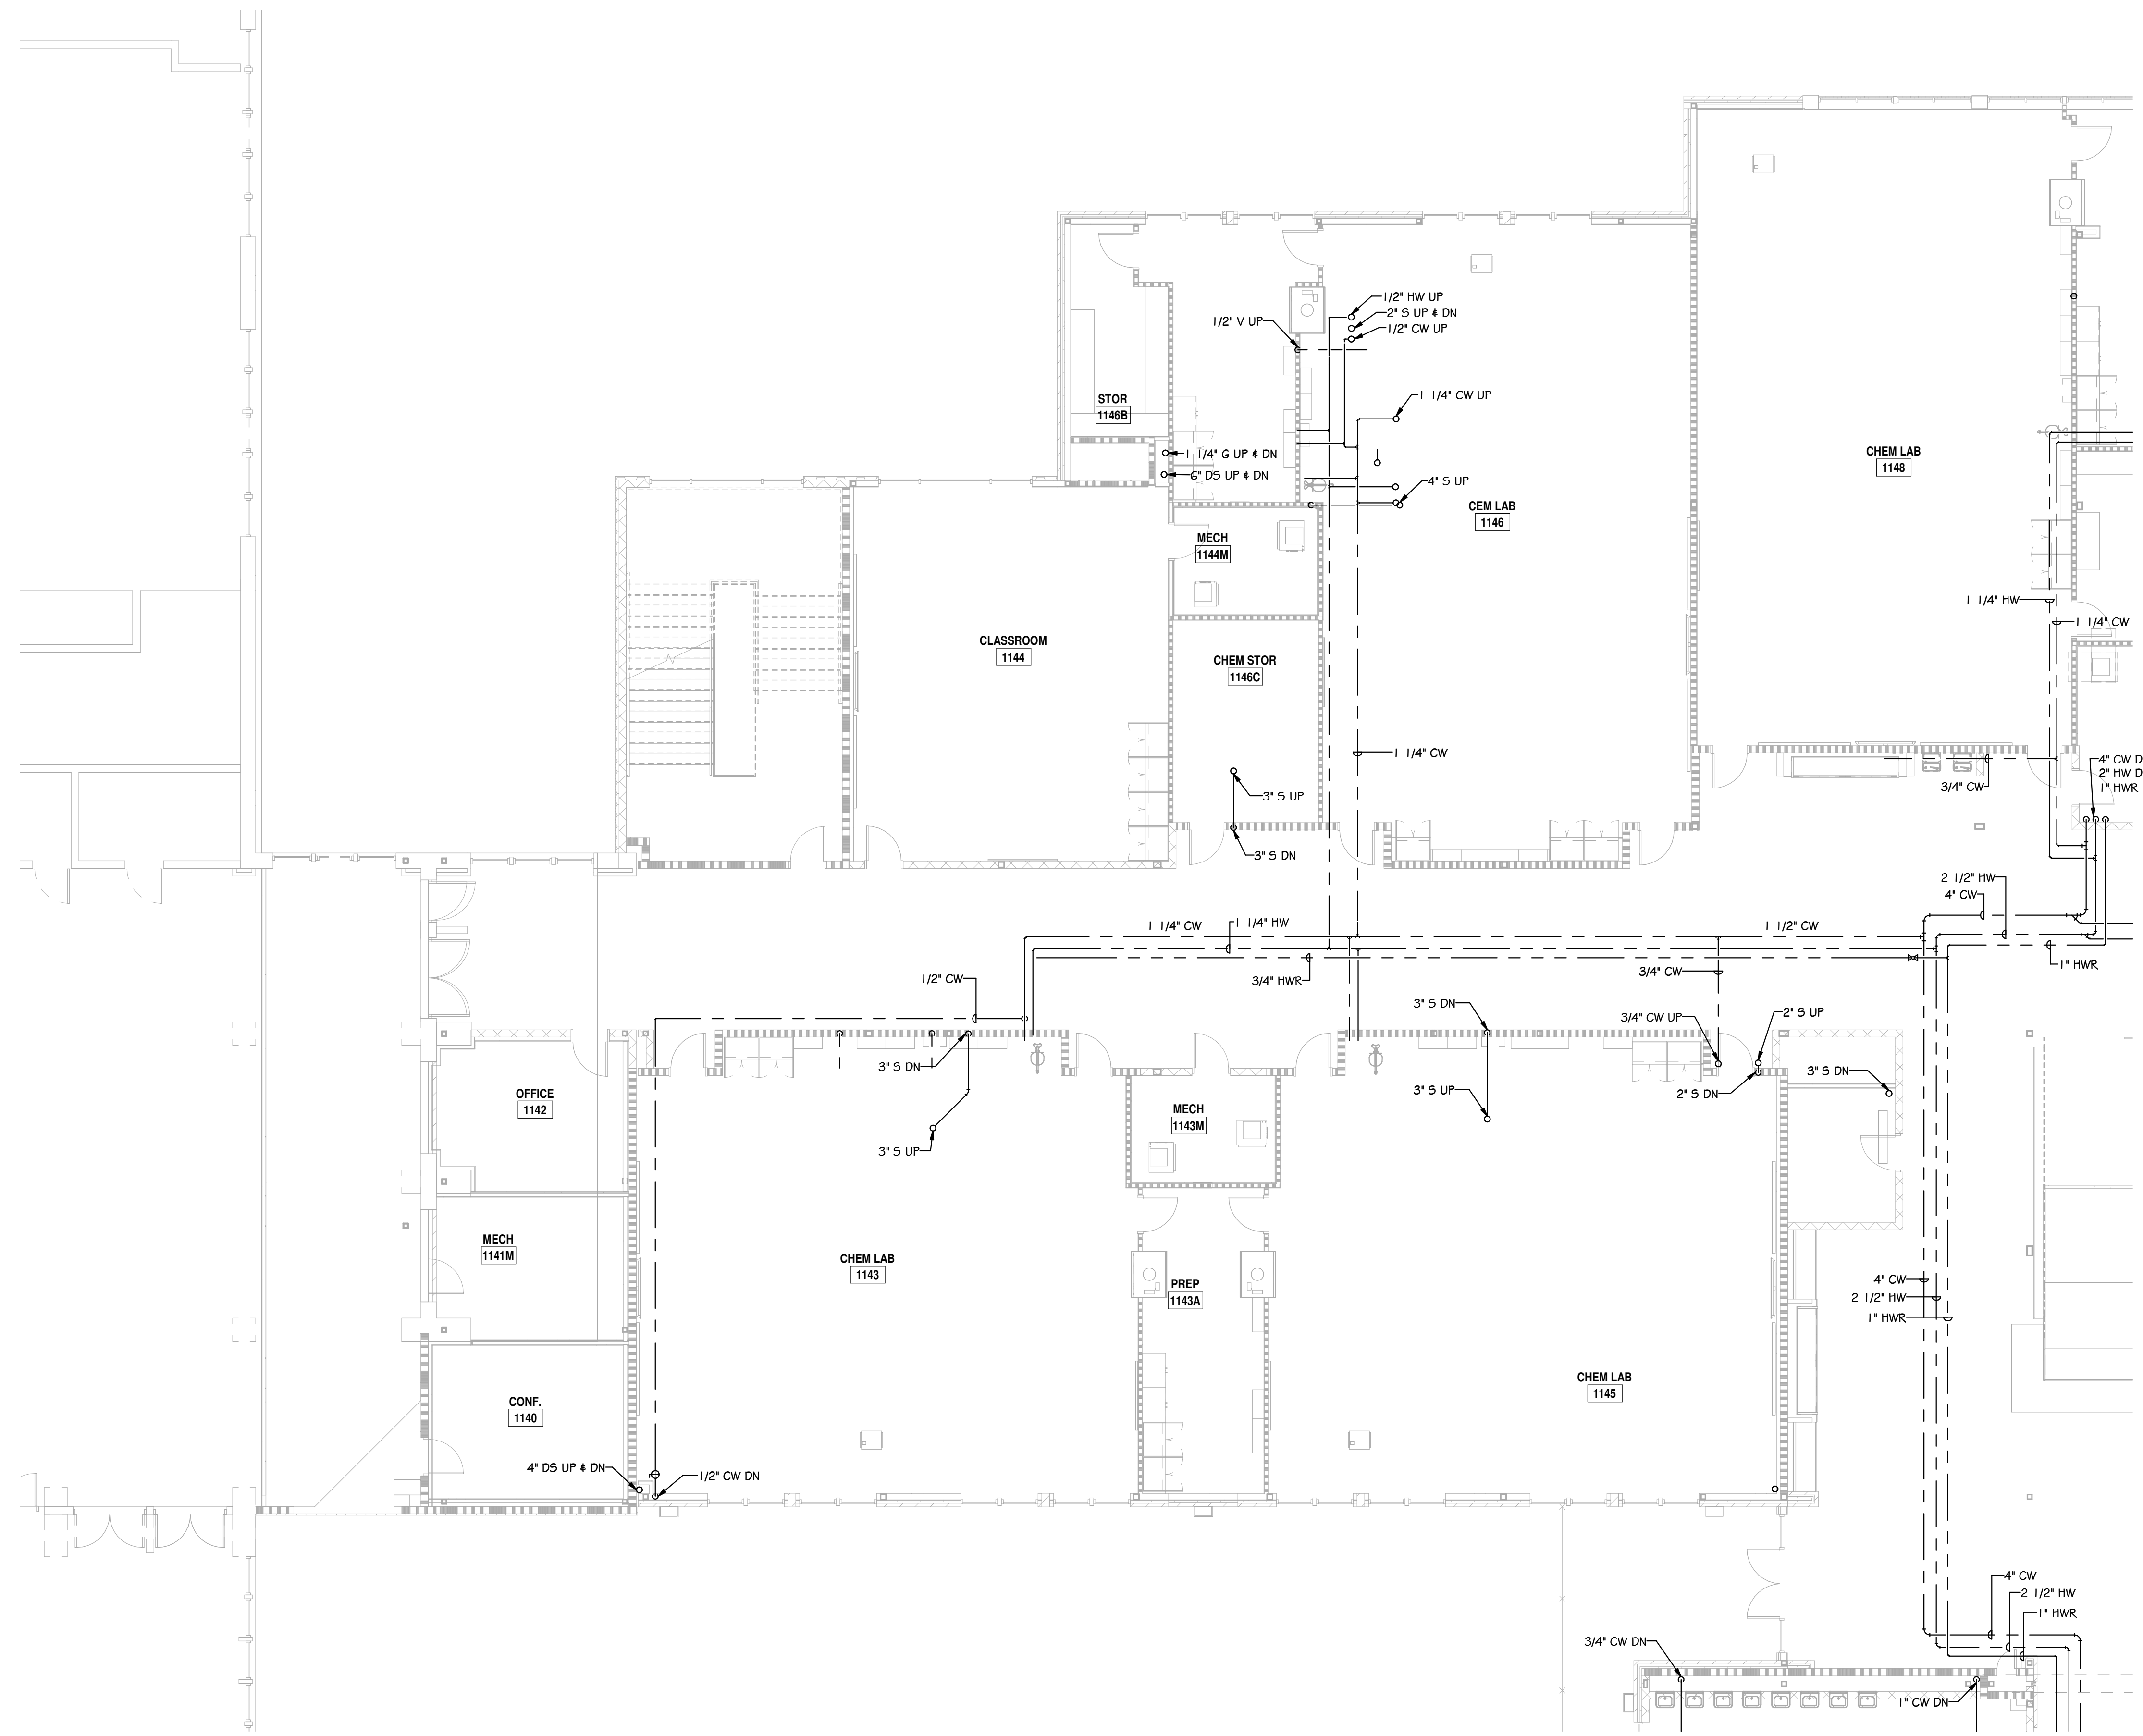 1/2" HW UP
2" S UP & DN
1/2" CW UP
1/2" V UP
1 1/4" CW UP
STOR
1146B
1 1/4" G UP & DN
6" DS UP & DN
4" S UP
CEM LAB
1146
CHEM LAB
1148
MECH
1144M
1 1/4" HW
1 1/4" CW
CLASSROOM
1144
CHEM STOR
1146C
1 1/4" CW
3" S UP
3" S DN
3/4" CW
4" CW D
2" HW D
1" HWR
2 1/2" HW
4" CW
1 1/4" CW
1 1/4" HW
1 1/2" CW
1/2" CW
3/4" HWR
3/4" CW
1" HWR
3" S DN
3/4" CW UP
2" S UP
3" S DN
3" S UP
2" S DN
3" S DN
OFFICE
1142
MECH
1143M
3" S UP
MECH
1141M
CHEM LAB
1143
PREP
1143A
4" CW
2 1/2" HW
1" HWR
CONF.
1140
CHEM LAB
1145
4" DS UP & DN
1/2" CW DN
4" CW
2 1/2" HW
1" HWR
3/4" CW DN
1" CW DN